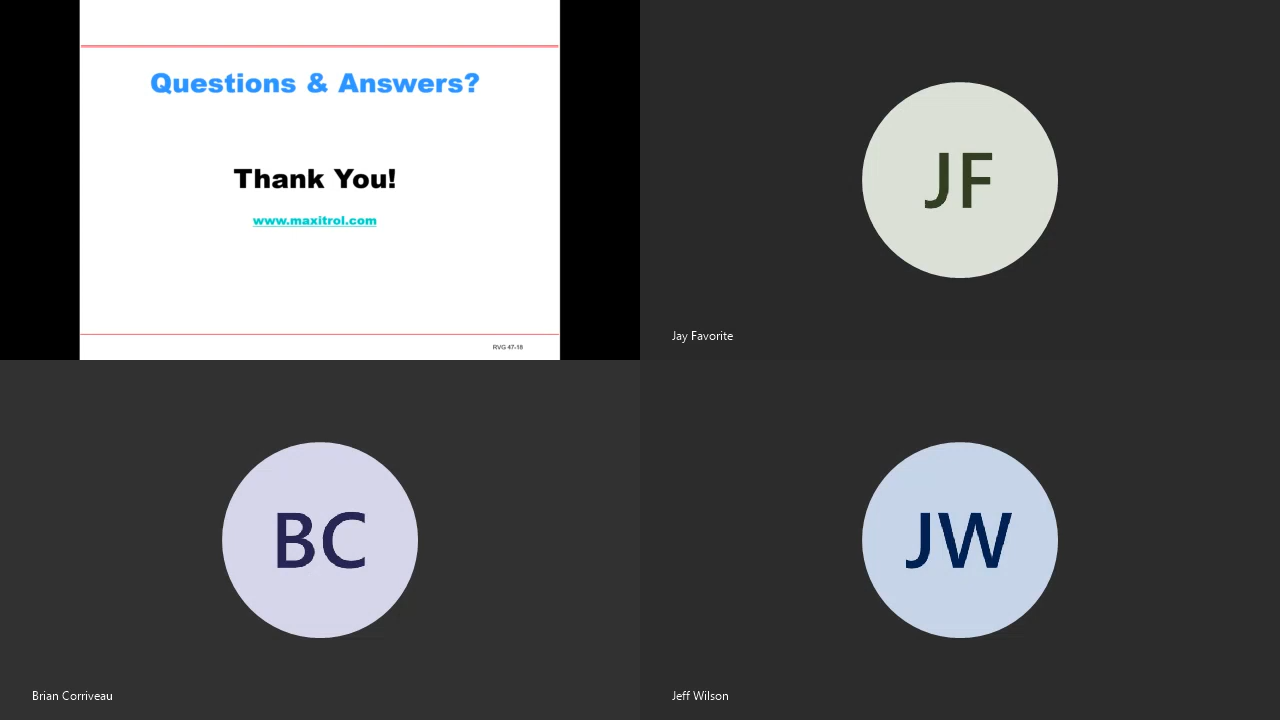 Questions & Answers?
Thank You!
www.maxitrol.com
RVG 47-18
JF
Jay Favorite
BC
Brian Corriveau
JW
Jeff Wilson